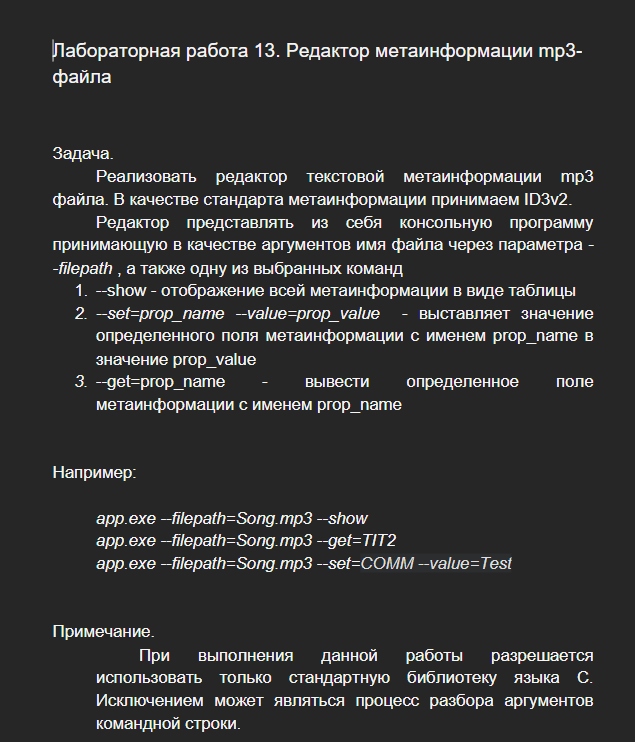 Лабораторная работа 13. Редактор метаинформации mp3-
файла
Задача.
Реализовать редактор текстовой метаинформации mp3
файла. В качестве стандарта метаинформации принимаем ID3v2.
Редактор представлять из себя консольную программу
принимающую в качестве аргументов имя файла через параметра -
-filepath , а также одну из выбранных команд
1. --show - отображение всей метаинформации в виде таблицы
2. --set=prop_name --value=prop_value - выставляет значение
определенного поля метаинформации с именем prop_name в
значение prop_value
3. --get=prop_name - вывести определенное поле
метаинформации с именем prop_name
Например:
app.exe --filepath=Song.mp3 --show
app.exe --filepath=Song.mp3 --get=TIT2
app.exe --filepath=Song.mp3 --set=COMM --value=Test
Примечание.
При выполнения данной работы разрешается
использовать только стандартную библиотеку языка С.
Исключением может являться процесс разбора аргументов
командной строки.